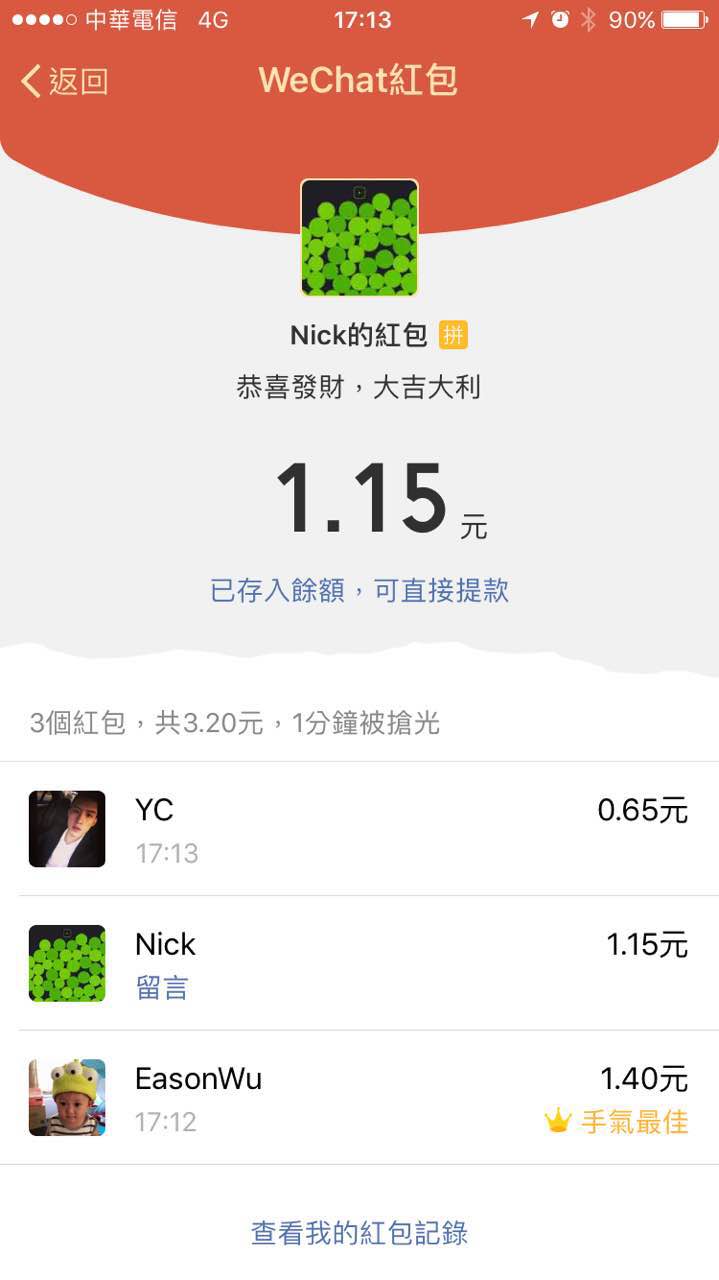 中華電信 4G 17:13 90%
返回 WeChat紅包
Nick的紅包 拼
恭喜發財，大吉大利
1.15 元
已存入餘額，可直接提款
3個紅包，共3.20元，1分鐘被搶光
YC 0.65元
17:13
Nick 1.15元
留言
EasonWu 1.40元
17:12 手氣最佳
查看我的紅包記錄